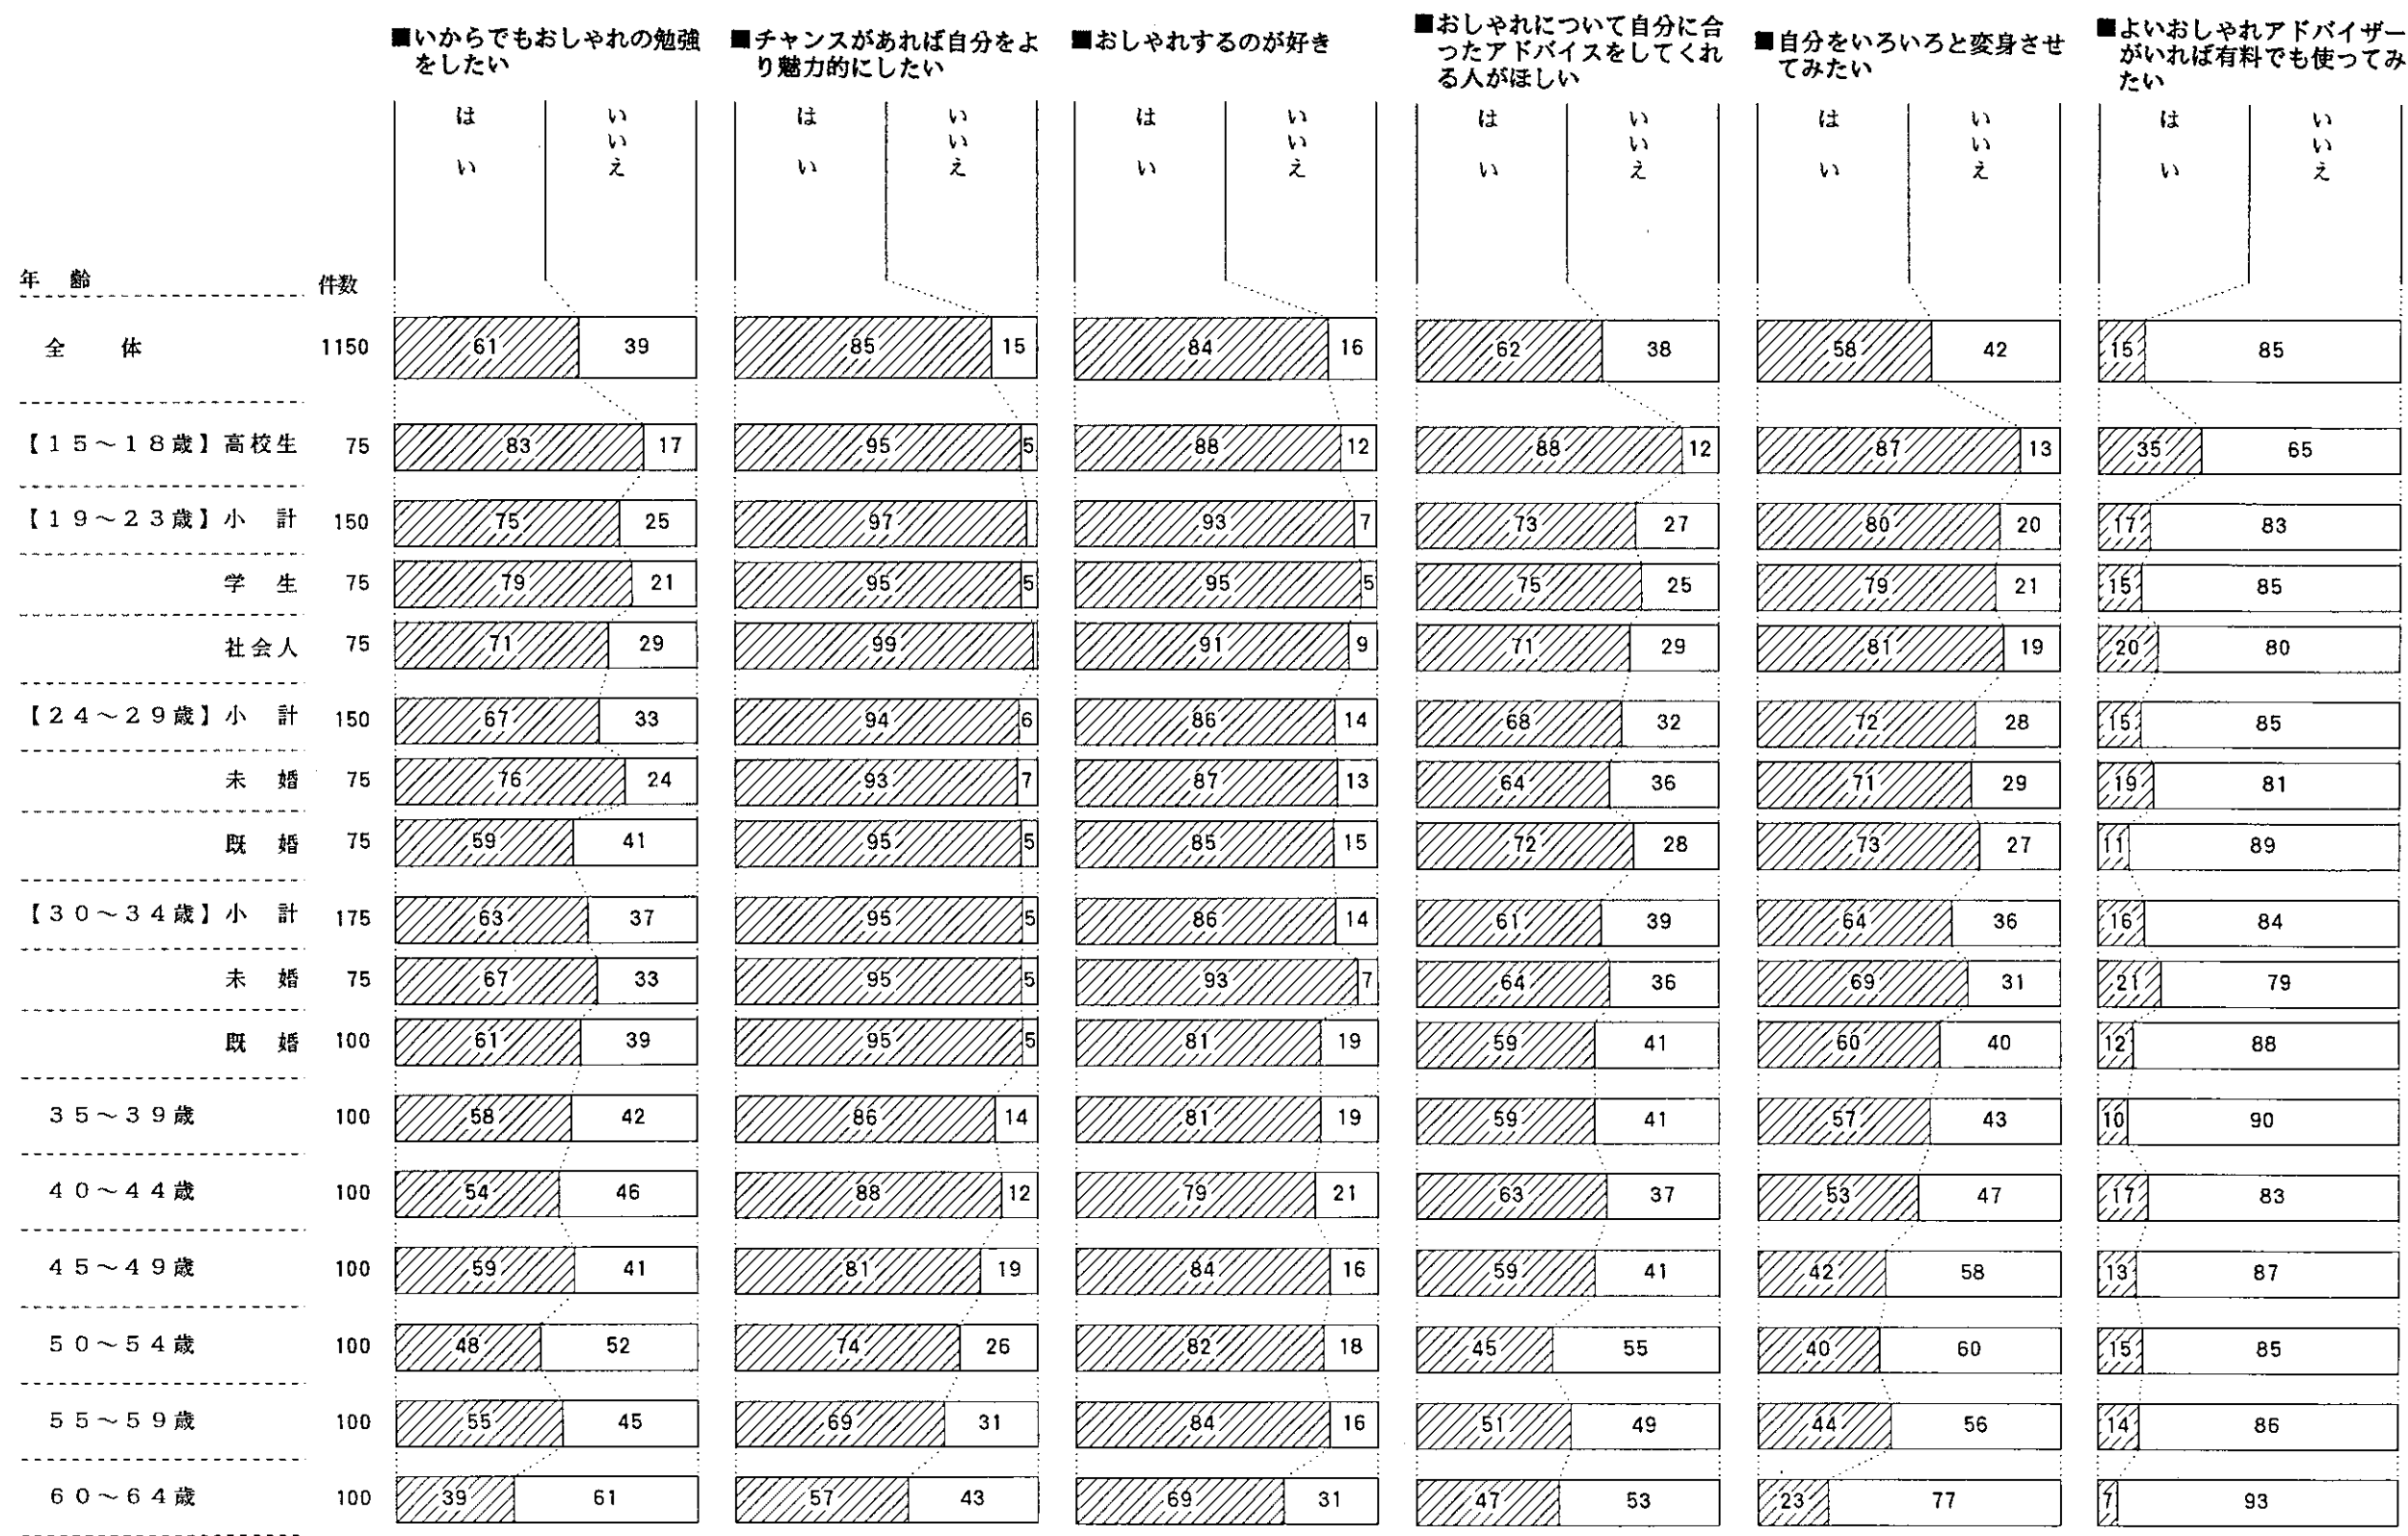 ■いからでもおしゃれの勉強
をしたい
■チャンスがあれば自分をよ
り魅力的にしたい
■おしゃれするのが好き
■おしゃれについて自分に合
ったアドバイスをしてくれ
る人がほしい
■自分をいろいろと変身させ
てみたい
■よいおしゃれアドバイザー
がいれば有料でも使ってみ
たい
はい いいえ はい いいえ はい いいえ はい いいえ はい いいえ はい いいえ
年 齢 件数
全 体 1150 61 39 85 15 84 16 62 38 58 42 15 85
【15~18歳】高校生 75 83 17 95 5 88 12 88 12 87 13 35 65
【19~23歳】小 計 150 75 25 97 93 7 73 27 80 20 17 83
学 生 75 79 21 95 5 95 5 75 25 79 21 15 85
社会人 75 71 29 99 91 9 71 29 81 19 20 80
【24~29歳】小 計 150 67 33 94 6 86 14 68 32 72 28 15 85
未 婚 75 76 24 93 7 87 13 64 36 71 29 19 81
既 婚 75 59 41 95 5 85 15 72 28 73 27 11 89
【30~34歳】小 計 175 63 37 95 5 86 14 61 39 64 36 16 84
未 婚 75 67 33 95 5 93 7 64 36 69 31 21 79
既 婚 100 61 39 95 5 81 19 59 41 60 40 12 88
35~39歳 100 58 42 86 14 81 19 59 41 57 43 10 90
40~44歳 100 54 46 88 12 79 21 63 37 53 47 17 83
45~49歳 100 59 41 81 19 84 16 59 41 42 58 13 87
50~54歳 100 48 52 74 26 82 18 45 55 40 60 15 85
55~59歳 100 55 45 69 31 84 16 51 49 44 56 14 86
60~64歳 100 39 61 57 43 69 31 47 53 23 77 7 93